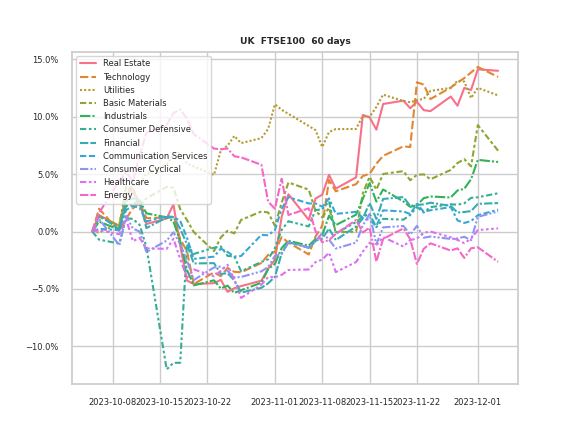 UK  FTSE100  60 days
15.0%
10.0%
5.0%
0.0%
−5.0%
−10.0%
Real Estate
Technology
Utilities
Basic Materials
Industrials
Consumer Defensive
Financial
Communication Services
Consumer Cyclical
Healthcare
Energy
2023-10-08 2023-10-15 2023-10-22 2023-11-01 2023-11-08 2023-11-15 2023-11-22 2023-12-01